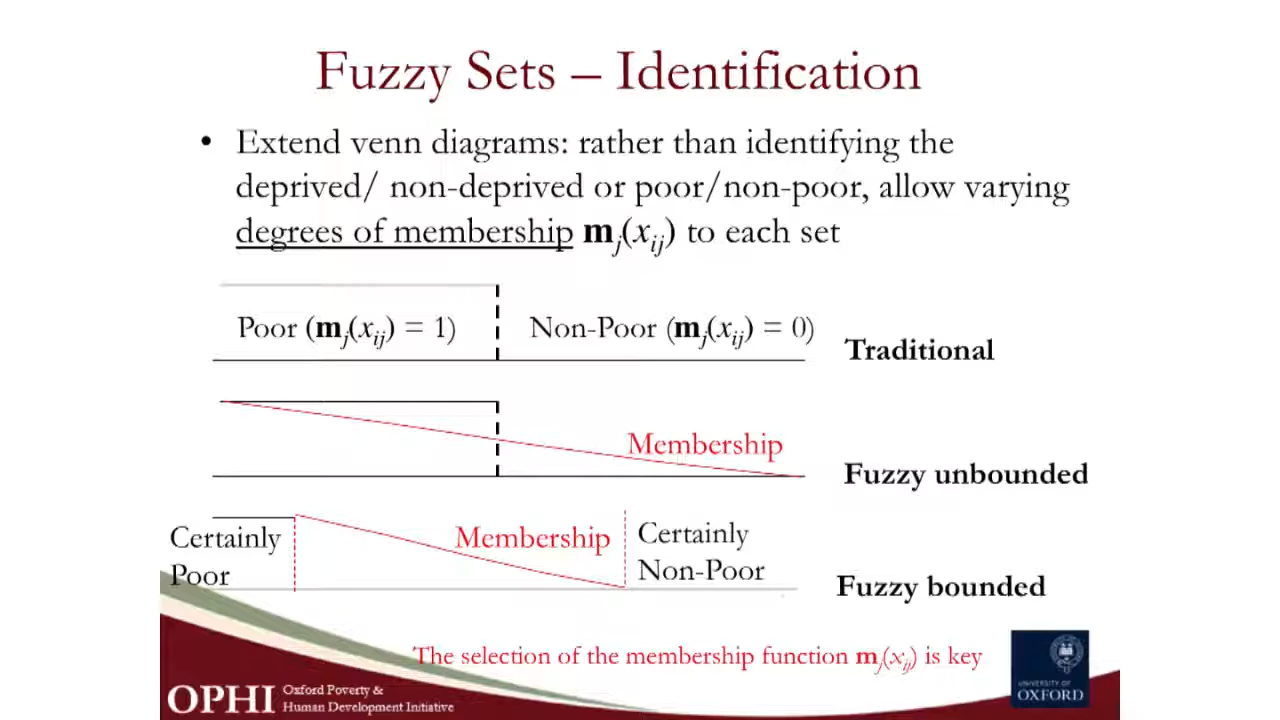 Fuzzy Sets – Identification
• Extend venn diagrams: rather than identifying the
deprived/ non-deprived or poor/non-poor, allow varying
degrees of membership mj(xij) to each set
Poor (mj(xij) = 1)
Non-Poor (mj(xij) = 0)
Traditional
Membership
Fuzzy unbounded
Certainly
Poor
Membership
Certainly
Non-Poor
Fuzzy bounded
The selection of the membership function mj(xij) is key
OPHI
Oxford Poverty &
Human Development Initiative
UNIVERSITY OF
OXFORD